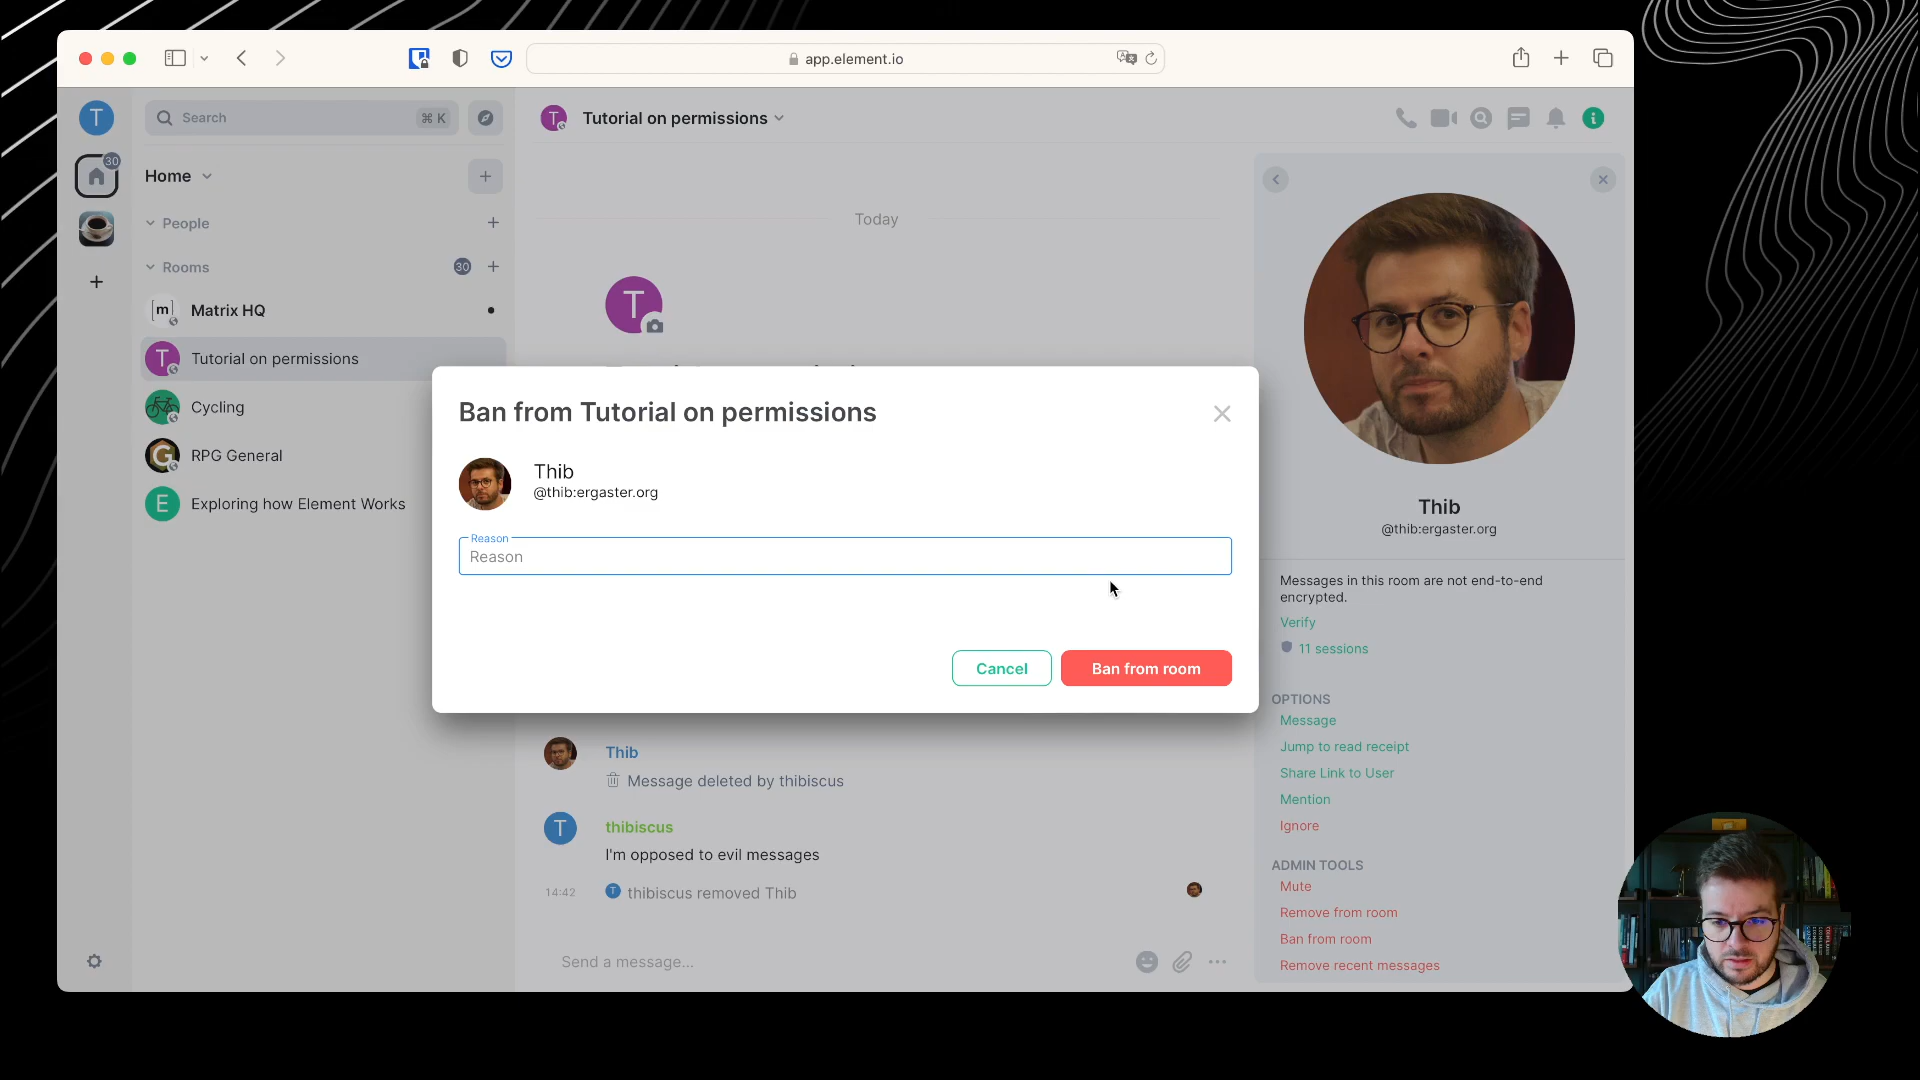 app.element.io
T
Search
⌘ K
T
Tutorial on permissions
30
Home
People
Rooms
30
[m]
Matrix HQ
T
Tutorial on permissions
Cycling
G
RPG General
E
Exploring how Element Works
Today
T
Ban from Tutorial on permissions
Thib
@thib:ergaster.org
Reason
Reason
Cancel
Ban from room
Thib
Message deleted by thibiscus
T
thibiscus
I'm opposed to evil messages
14:42
T
thibiscus removed Thib
Send a message...
Thib
@thib:ergaster.org
Messages in this room are not end-to-end
encrypted.
Verify
11 sessions
OPTIONS
Message
Jump to read receipt
Share Link to User
Mention
Ignore
ADMIN TOOLS
Mute
Remove from room
Ban from room
Remove recent messages